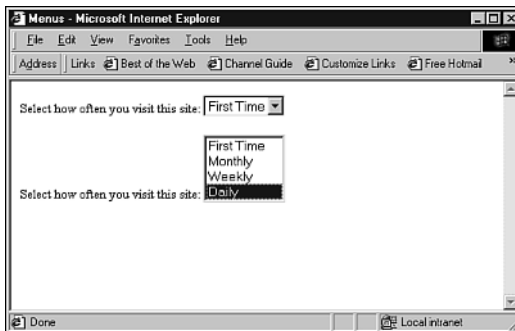 Menus - Microsoft Internet Explorer
File Edit View Favorites Tools Help
Address Links Best of the Web Channel Guide Customize Links Free Hotmail »
Select how often you visit this site: First Time
First Time
Monthly
Weekly
Select how often you visit this site: Daily
Done Local intranet